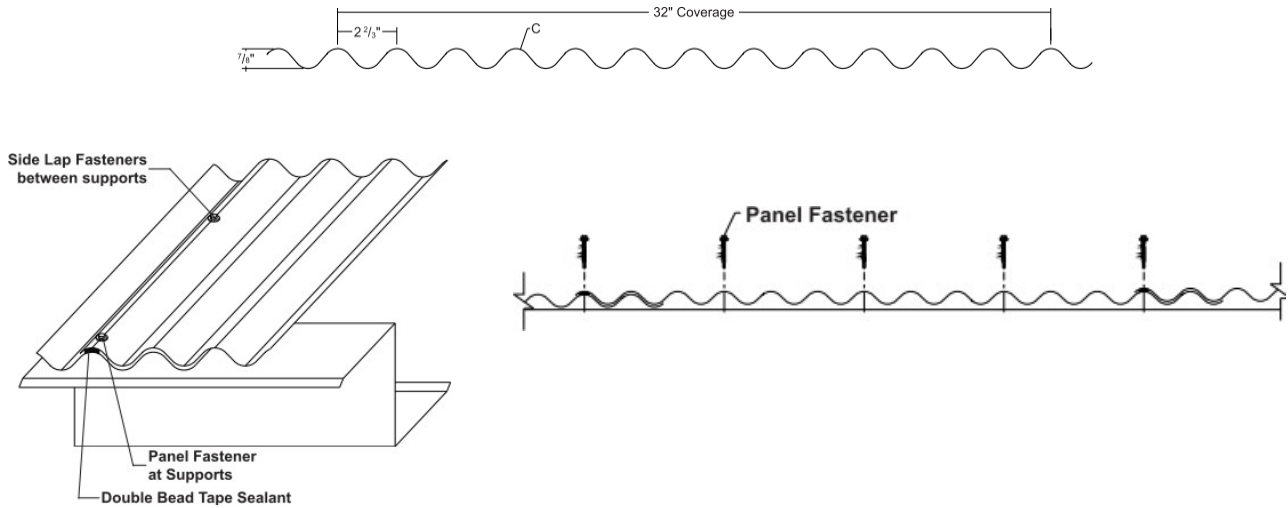 32" Coverage
2 2/3"
C
7/8"
Side Lap Fasteners
between supports
Panel Fastener
Panel Fastener
at Supports
Double Bead Tape Sealant